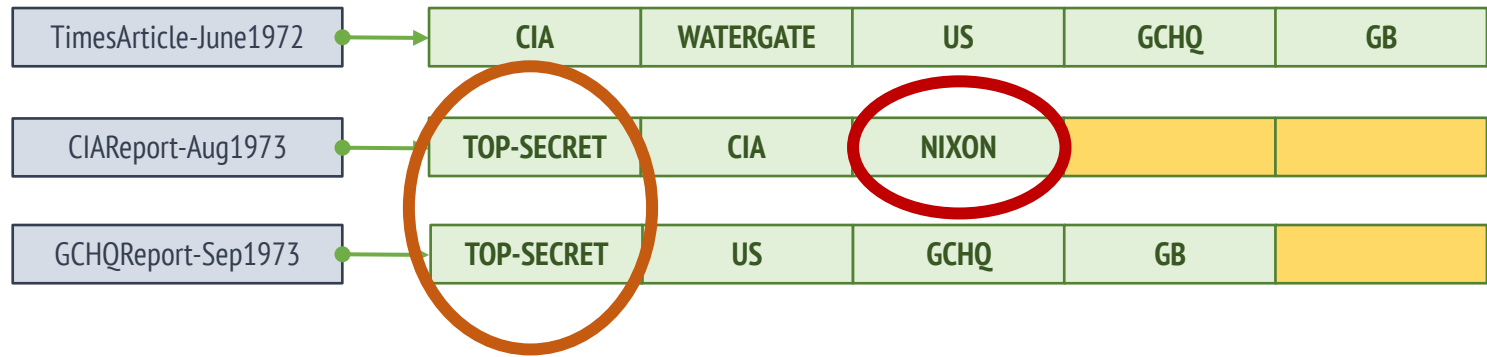 TimesArticle-June1972 CIA WATERGATE US GCHQ GB
CIAReport-Aug1973 TOP-SECRET CIA NIXON
GCHQReport-Sep1973 TOP-SECRET US GCHQ GB